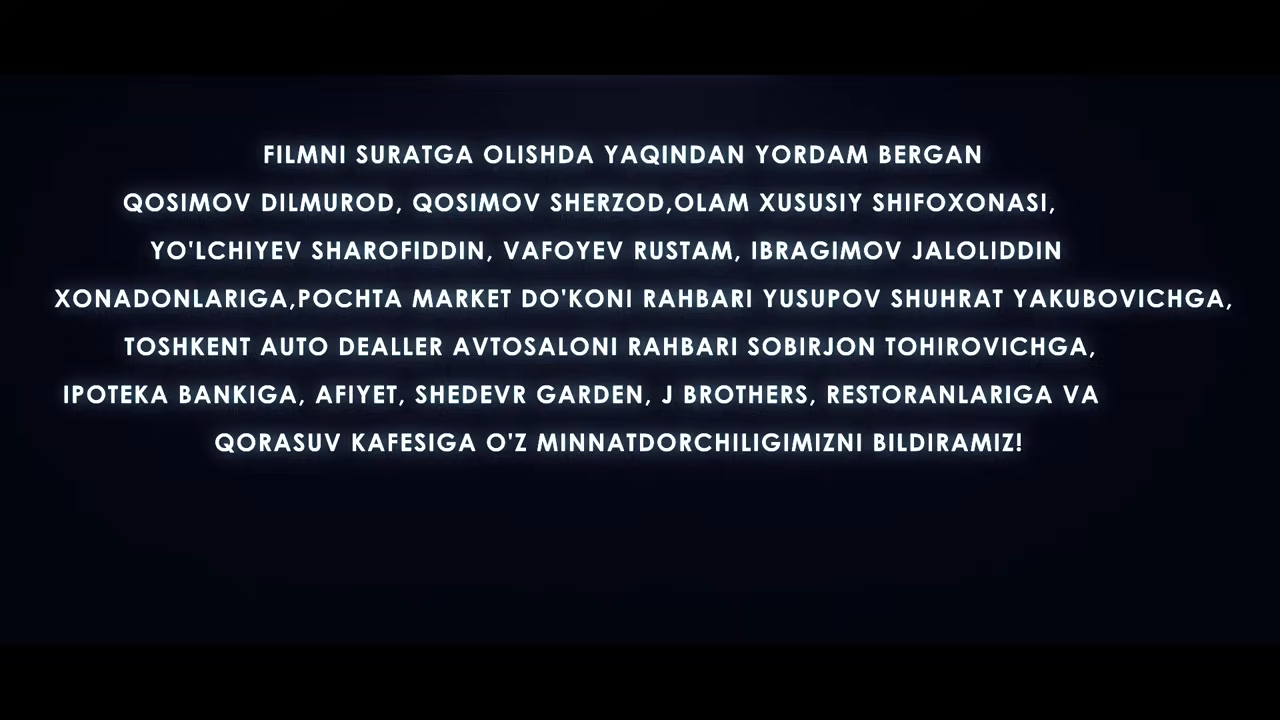 FILMNI SURATGA OLISHDA YAQINDAN YORDAM BERGAN
QOSIMOV DILMUROD, QOSIMOV SHERZOD,OLAM XUSUSIY SHIFOXONASI,
YO'LCHIYEV SHAROFIDDIN, VAFOYEV RUSTAM, IBRAGIMOV JALOLIDDIN
XONADONLARIGA,POCHTA MARKET DO'KONI RAHBARI YUSUPOV SHUHRAT YAKUBOVICHGA,
TOSHKENT AUTO DEALLER AVTOSALONI RAHBARI SOBIRJON TOHIROVICHGA,
IPOTEKA BANKIGA, AFIYET, SHEDEVR GARDEN, J BROTHERS, RESTORANLARIGA VA
QORASUV KAFESIGA O'Z MINNATDORCHILIGIMIZNI BILDIRAMIZ!